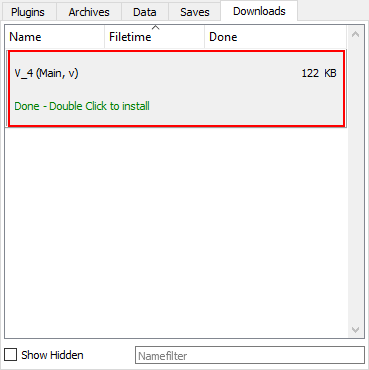 Plugins Archives Data Saves Downloads
Name Filetime Done
V_4 (Main, v) 122 KB
Done - Double Click to install
Show Hidden Namefilter